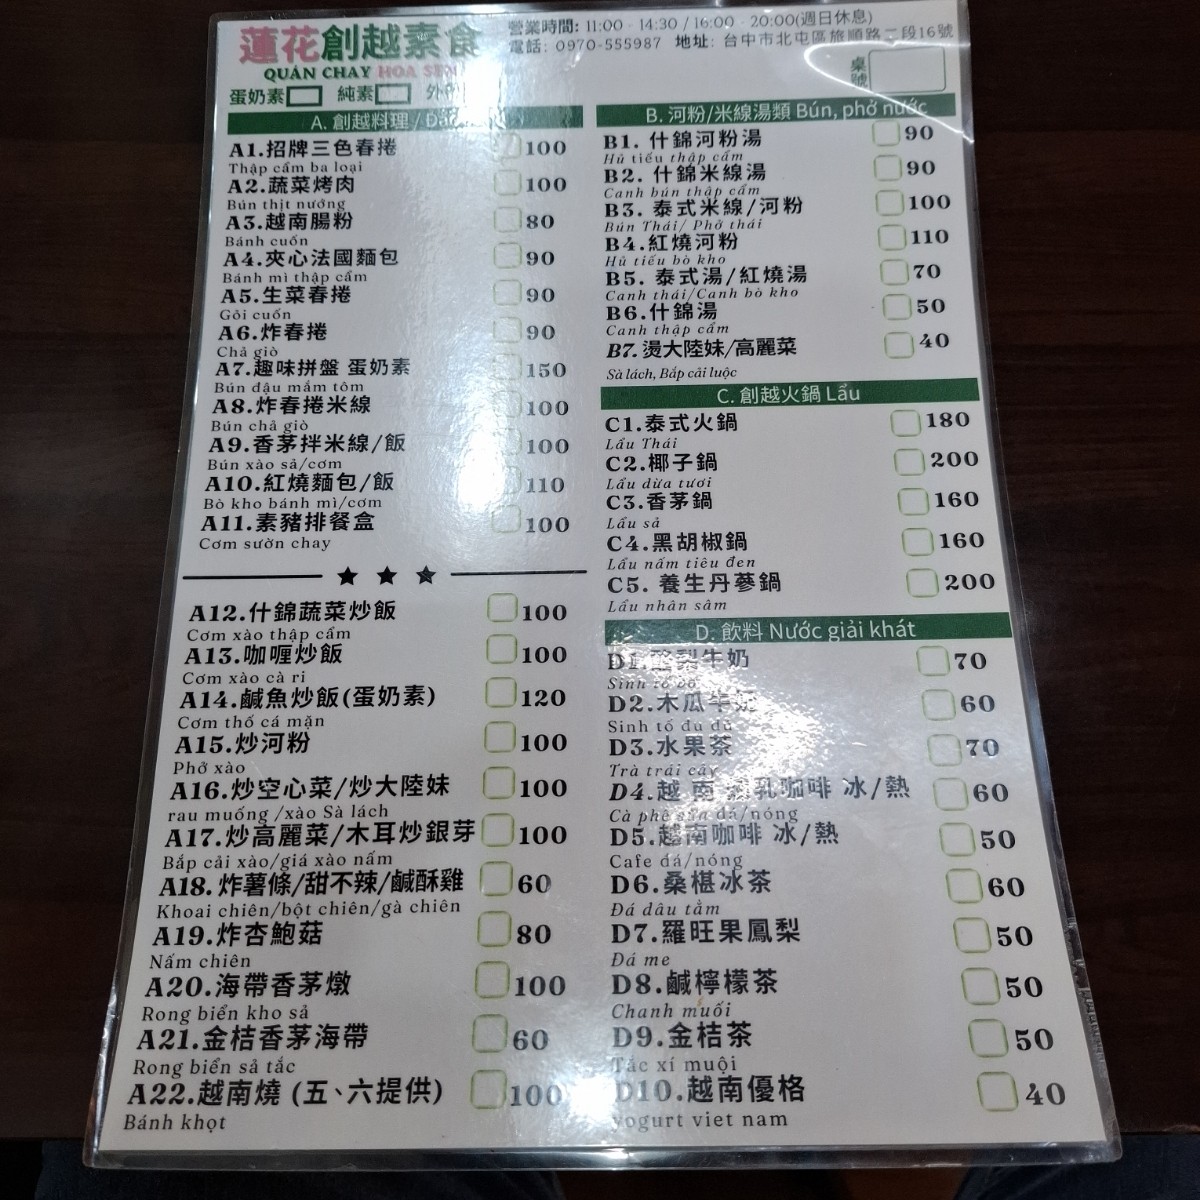 蓮花創越素食
QUÁN CHAY HOA SEN
營業時間: 11:00 - 14:30 / 16:00 - 20:00(週日休息)
電話: 0970-555987 地址: 台中市北屯區旅順路二段16號
蛋奶素 純素
桌號
A. 創越料理 /
A1.招牌三色春捲 100
Thập cẩm ba loại
A2.蔬菜烤肉 100
Bún thịt nướng
A3.越南腸粉 80
Bánh cuốn
A4.夾心法國麵包 90
Bánh mì thập cẩm
A5.生菜春捲 90
Gỏi cuốn
A6.炸春捲 90
Chả giò
A7.趣味拼盤 蛋奶素 150
Bún đậu mắm tôm
A8.炸春捲米線 100
Bún chả giò
A9.香茅拌米線/飯 100
Bún xào sả/cơm
A10.紅燒麵包/飯 110
Bò kho bánh mì/cơm
A11.素豬排餐盒 100
Cơm sườn chay
A12.什錦蔬菜炒飯 100
Cơm xào thập cẩm
A13.咖喱炒飯 100
Cơm xào cà ri
A14.鹹魚炒飯(蛋奶素) 120
Cơm thố cá mặn
A15.炒河粉 100
Phở xào
A16.炒空心菜/炒大陸妹 100
rau muống /xào Sà lách
A17.炒高麗菜/木耳炒銀芽 100
Bắp cải xào/giá xào nấm
A18.炸薯條/甜不辣/鹹酥雞 60
Khoai chiên/bột chiên/gà chiên
A19.炸杏鮑菇 80
Nấm chiên
A20.海帶香茅燉 100
Rong biển kho sả
A21.金桔香茅海帶 60
Rong biển sả tắc
A22.越南燒 (五、六提供) 100
Bánh khọt
B. 河粉/米線湯類 Bún, phở nước
B1. 什錦河粉湯 90
Hủ tiếu thập cẩm
B2. 什錦米線湯 90
Canh bún thập cẩm
B3. 泰式米線/河粉 100
Bún Thái/ Phở thái
B4.紅燒河粉 110
Hủ tiếu bò kho
B5. 泰式湯/紅燒湯 70
Canh thái/Canh bò kho
B6.什錦湯 50
Canh thập cẩm
B7.燙大陸妹/高麗菜 40
Sà lách, Bắp cải luộc
C. 創越火鍋 Lẩu
C1.泰式火鍋 180
Lẩu Thái
C2.椰子鍋 200
Lẩu dừa tươi
C3.香茅鍋 160
Lẩu sả
C4.黑胡椒鍋 160
Lẩu nấm tiêu đen
C5. 養生丹蔘鍋 200
Lẩu nhân sâm
D. 飲料 Nước giải khát
D1.酪梨牛奶 70
Sinh tố bơ
D2.木瓜牛奶 60
Sinh tố đu đủ
D3.水果茶 70
Trà trái cây
D4.越南 乳咖啡 冰/熱 60
Cà phê sữa đá/nóng
D5.越南咖啡 冰/熱 50
Cafe đá/nóng
D6.桑椹冰茶 60
Đá dâu tằm
D7.羅旺果鳳梨 50
Đá me
D8.鹹檸檬茶 50
Chanh muối
D9.金桔茶 50
Tắc xí muội
D10.越南優格 40
yogurt viet nam